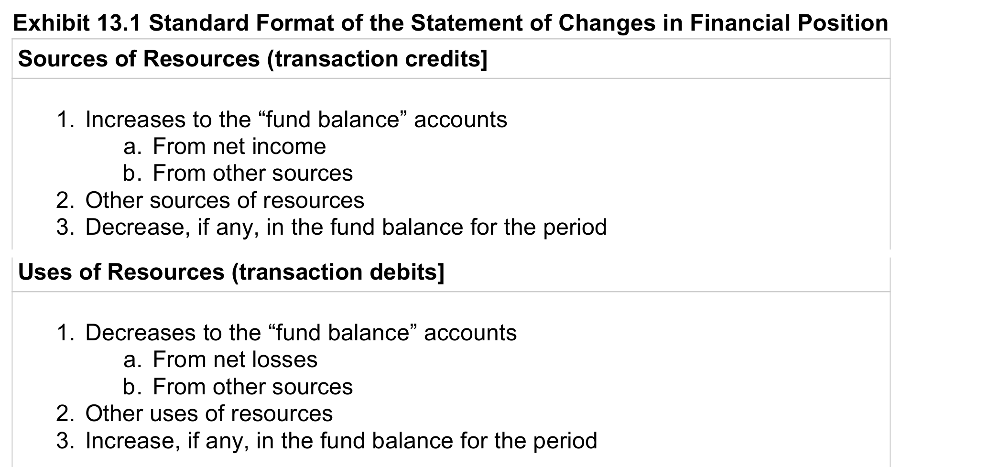 Exhibit 13.1 Standard Format of the Statement of Changes in Financial Position
Sources of Resources (transaction credits]
1. Increases to the “fund balance” accounts
a. From net income
b. From other sources
2. Other sources of resources
3. Decrease, if any, in the fund balance for the period
Uses of Resources (transaction debits]
1. Decreases to the “fund balance” accounts
a. From net losses
b. From other sources
2. Other uses of resources
3. Increase, if any, in the fund balance for the period